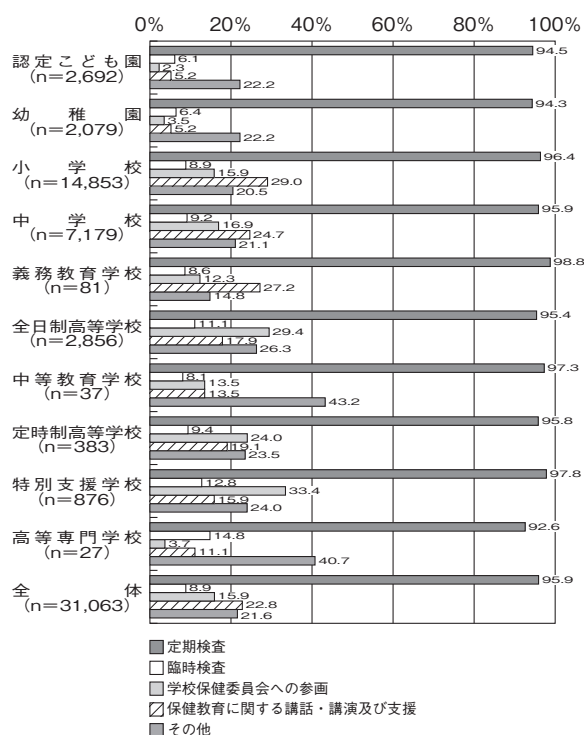 0% 20% 40% 60% 80% 100%
認定こども園
(n=2,692)
94.5
6.1
2.3
5.2
22.2
幼稚園
(n=2,079)
94.3
6.4
3.5
5.2
22.2
小学校
(n=14,853)
96.4
8.9
15.9
29.0
20.5
中学校
(n=7,179)
95.9
9.2
16.9
24.7
21.1
義務教育学校
(n=81)
98.8
8.6
12.3
27.2
14.8
全日制高等学校
(n=2,856)
95.4
11.1
29.4
17.9
26.3
中等教育学校
(n=37)
97.3
8.1
13.5
13.5
43.2
定時制高等学校
(n=383)
95.8
9.4
24.0
19.1
23.5
特別支援学校
(n=876)
97.8
12.8
33.4
15.9
24.0
高等専門学校
(n=27)
92.6
14.8
3.7
11.1
40.7
全体
(n=31,063)
95.9
8.9
15.9
22.8
21.6
定期検査
臨時検査
学校保健委員会への参画
保健教育に関する講話・講演及び支援
その他